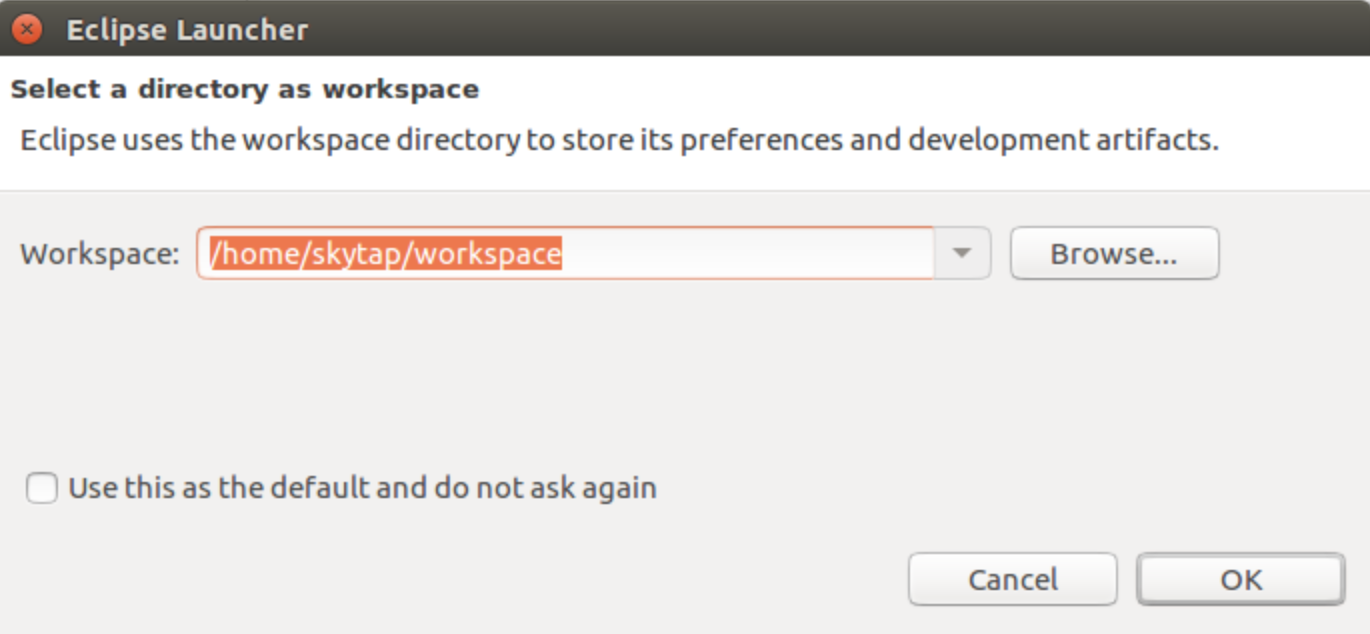 Eclipse Launcher
Select a directory as workspace
Eclipse uses the workspace directory to store its preferences and development artifacts.
Workspace: /home/skytap/workspace Browse...
Use this as the default and do not ask again
Cancel OK